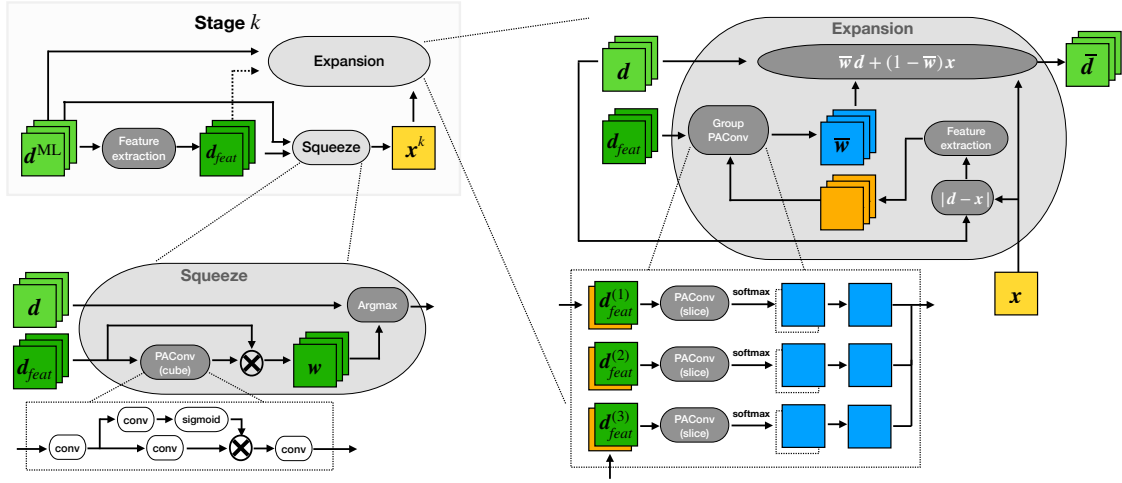 Stage k
Expansion
d^ML
Feature
extraction
d_feat
Squeeze
x^k
Squeeze
d
Argmax
d_feat
PAConv
(cube)
w
conv
sigmoid
conv
conv
conv
Expansion
d
w̅ d + (1 − w̅) x
d̅
d_feat
Group
PAConv
w̅
Feature
extraction
|d − x|
x
d_feat^(1)
PAConv
(slice)
softmax
d_feat^(2)
PAConv
(slice)
softmax
d_feat^(3)
PAConv
(slice)
softmax